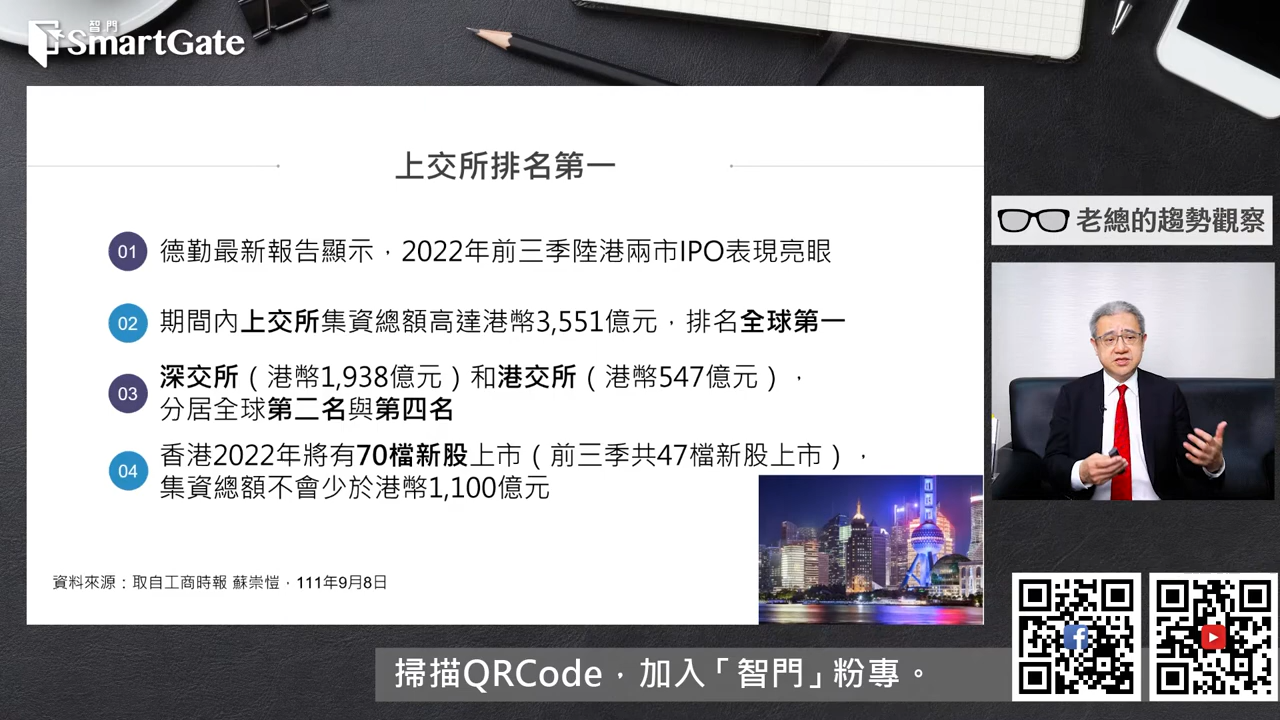 智門
SmartGate
上交所排名第一
01 德勤最新報告顯示，2022年前三季陸港兩市IPO表現亮眼
02 期間內上交所集資總額高達港幣3,551億元，排名全球第一
03 深交所（港幣1,938億元）和港交所（港幣547億元），
分居全球第二名與第四名
04 香港2022年將有70檔新股上市（前三季共47檔新股上市），
集資總額不會少於港幣1,100億元
資料來源：取自工商時報 蘇崇愷，111年9月8日
老總的趨勢觀察
掃描QRCode，加入「智門」粉專。